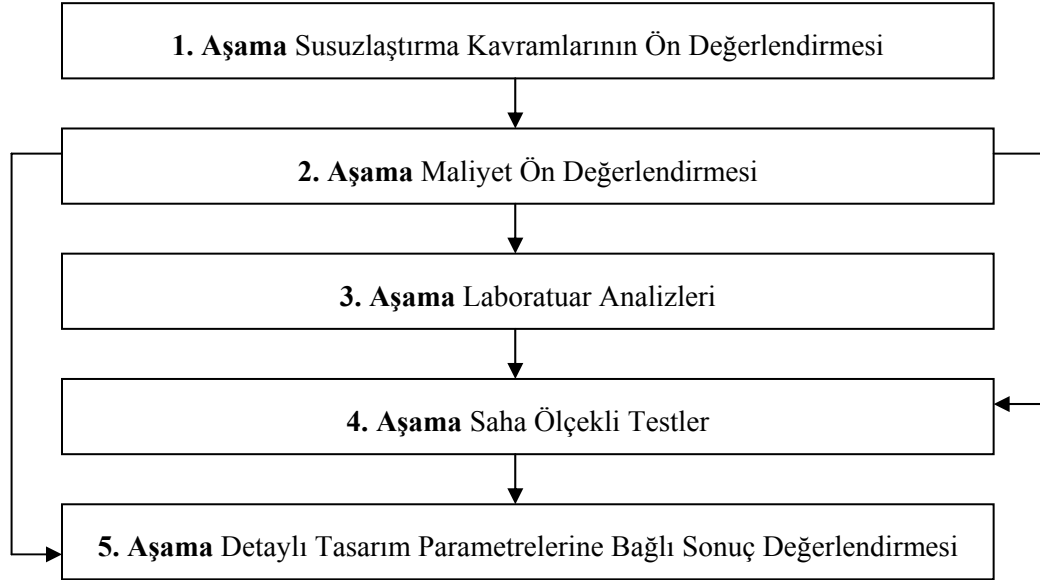 1. Aşama Susuzlaştırma Kavramlarının Ön Değerlendirmesi
2. Aşama Maliyet Ön Değerlendirmesi
3. Aşama Laboratuar Analizleri
4. Aşama Saha Ölçekli Testler
5. Aşama Detaylı Tasarım Parametrelerine Bağlı Sonuç Değerlendirmesi